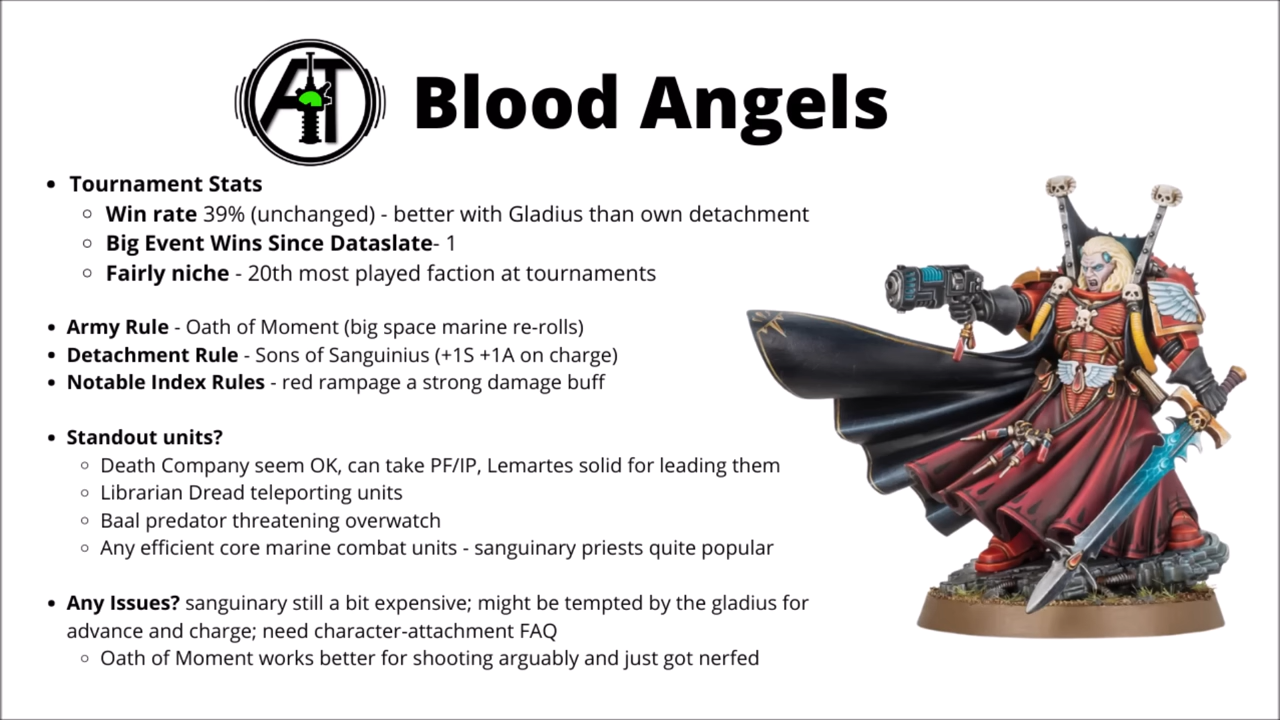 AT
Blood Angels
• Tournament Stats
○ Win rate 39% (unchanged) - better with Gladius than own detachment
○ Big Event Wins Since Dataslate- 1
○ Fairly niche - 20th most played faction at tournaments
• Army Rule - Oath of Moment (big space marine re-rolls)
• Detachment Rule - Sons of Sanguinius (+1S +1A on charge)
• Notable Index Rules - red rampage a strong damage buff
• Standout units?
○ Death Company seem OK, can take PF/IP, Lemartes solid for leading them
○ Librarian Dread teleporting units
○ Baal predator threatening overwatch
○ Any efficient core marine combat units - sanguinary priests quite popular
• Any Issues? sanguinary still a bit expensive; might be tempted by the gladius for
advance and charge; need character-attachment FAQ
○ Oath of Moment works better for shooting arguably and just got nerfed